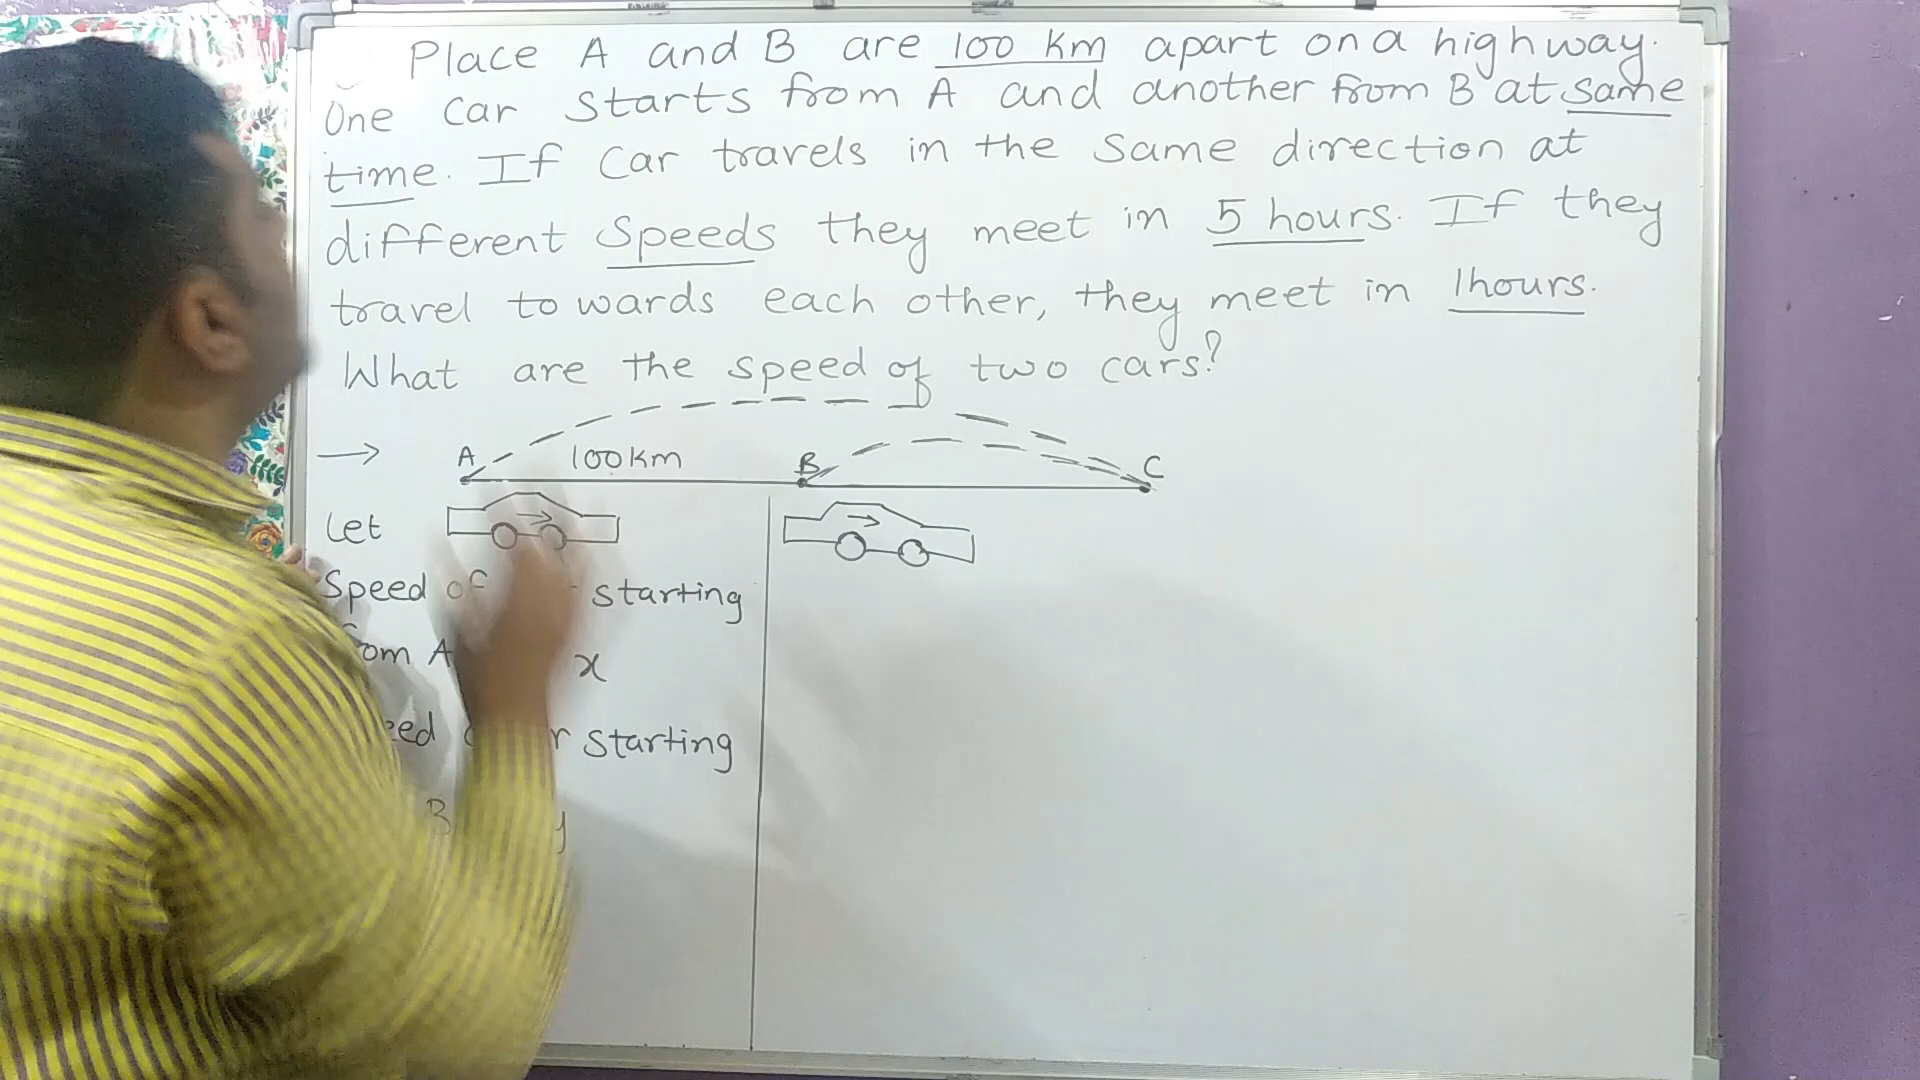 Place A and B are 100 Km apart on a highway.
One car starts from A and another from B at same
time. If Car travels in the same direction at
different speeds they meet in 5 hours. If they
travel towards each other, they meet in 1hours.
What are the speed of two cars?
→ A 100km B C
Let
Speed of starting
A x
starting
B y